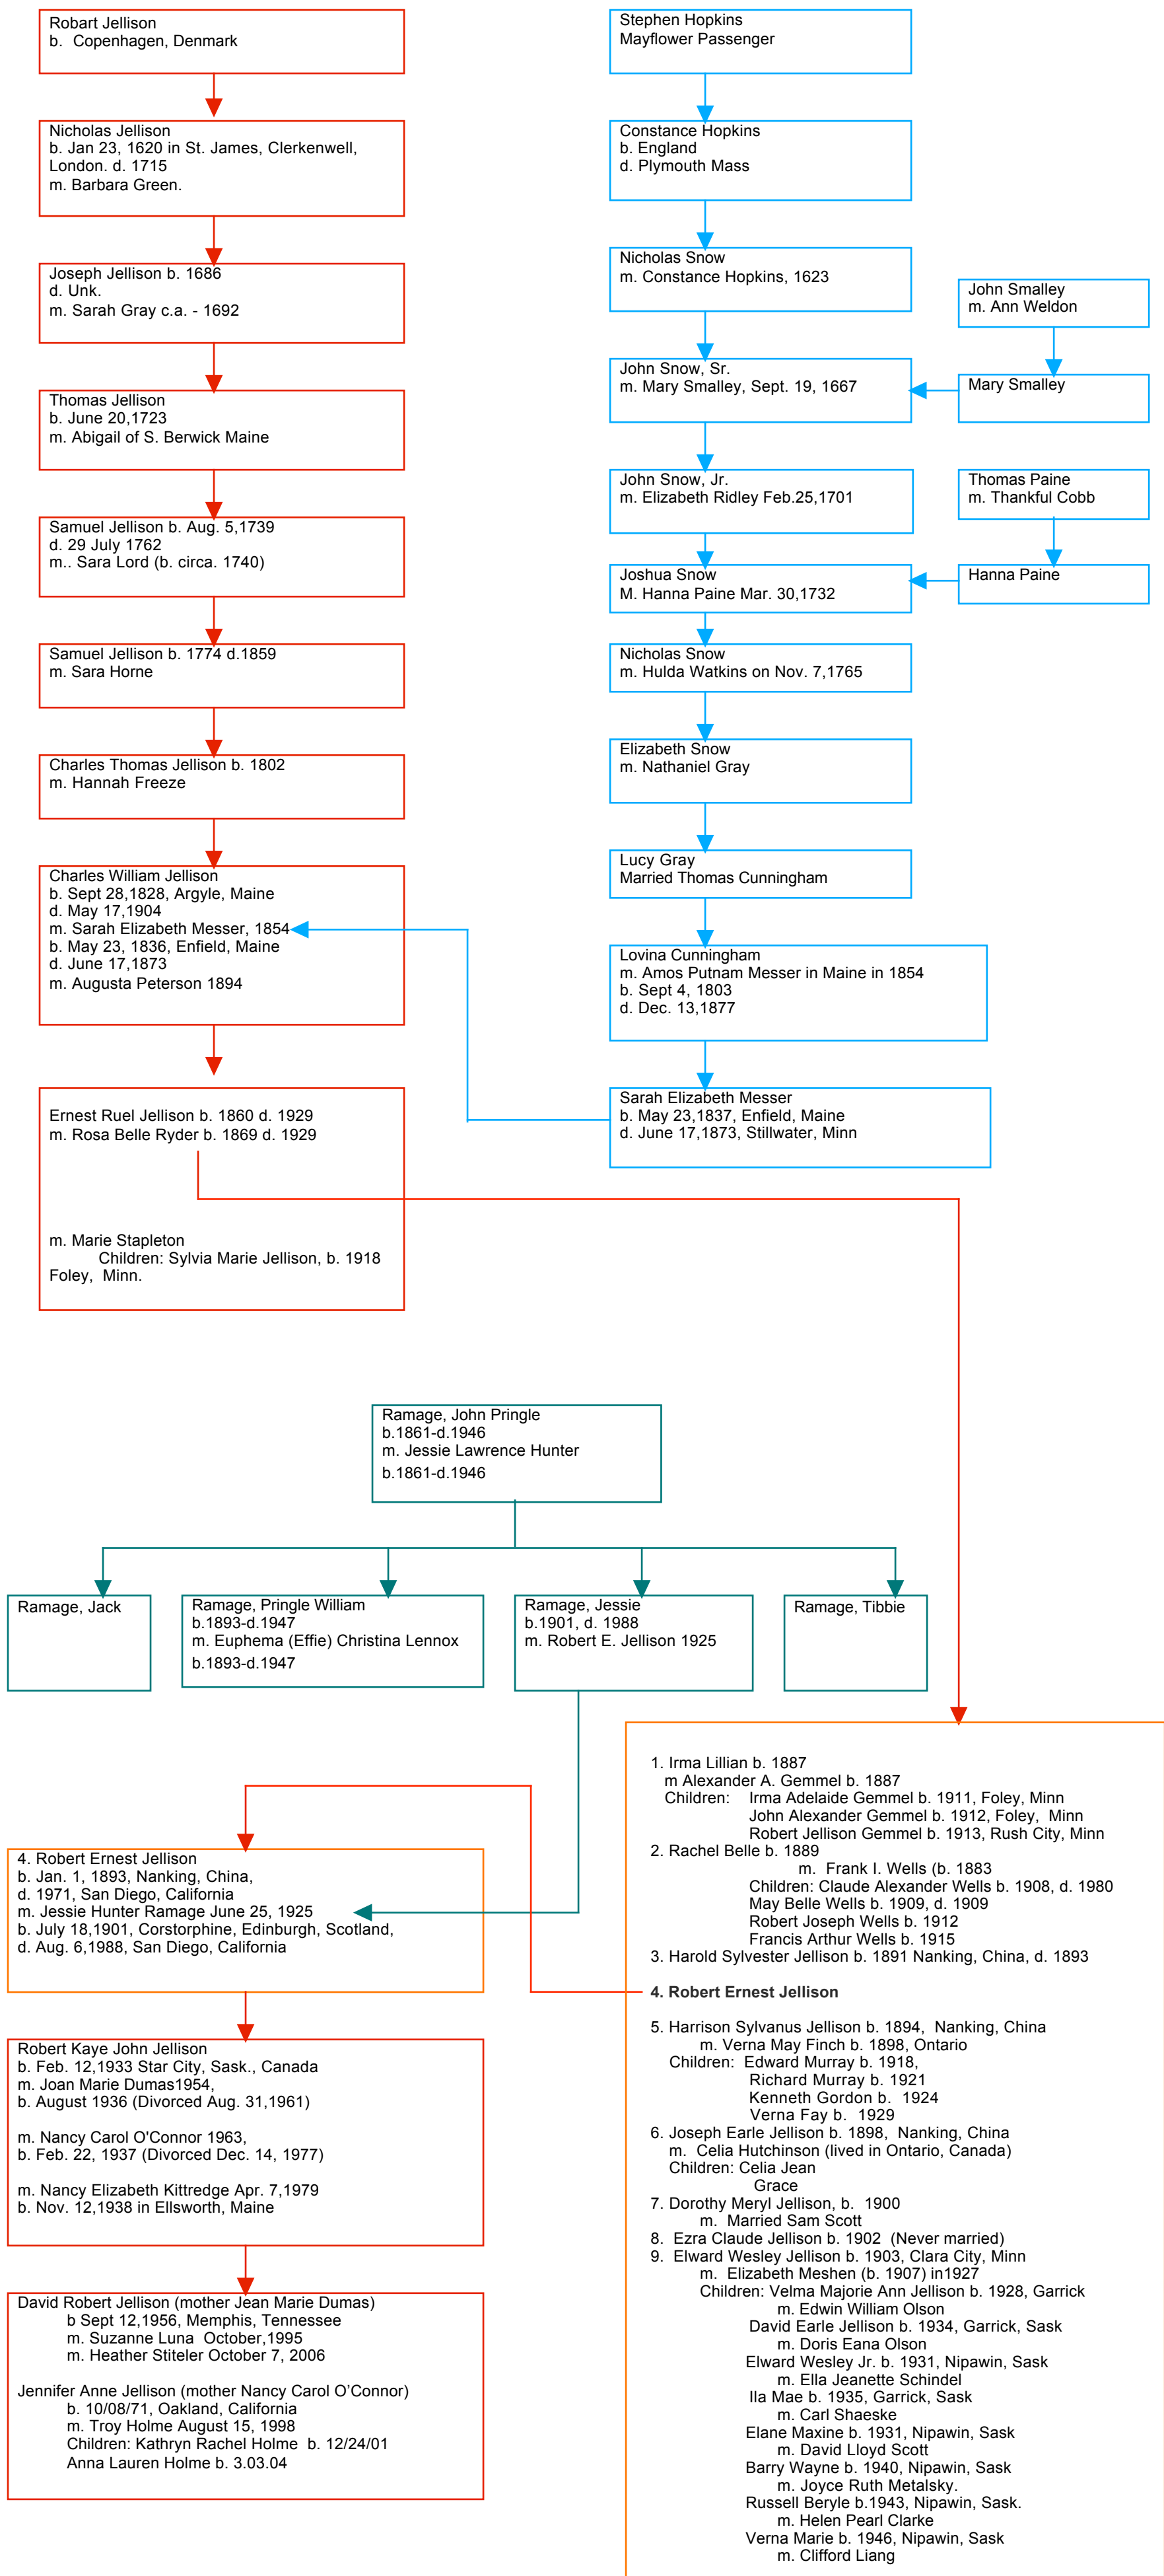 Robart Jellison
b.  Copenhagen, Denmark
Nicholas Jellison
b. Jan 23, 1620 in St. James, Clerkenwell,
London. d. 1715
m. Barbara Green.
Joseph Jellison b. 1686
d. Unk.
m. Sarah Gray c.a. - 1692
Thomas Jellison
b. June 20,1723
m. Abigail of S. Berwick Maine
Samuel Jellison b. Aug. 5,1739
d. 29 July 1762
m.. Sara Lord (b. circa. 1740)
Samuel Jellison b. 1774 d.1859
m. Sara Horne
Charles Thomas Jellison b. 1802
m. Hannah Freeze
Charles William Jellison
b. Sept 28,1828, Argyle, Maine
d. May 17,1904
m. Sarah Elizabeth Messer, 1854
b. May 23, 1836, Enfield, Maine
d. June 17,1873
m. Augusta Peterson 1894
Ernest Ruel Jellison b. 1860 d. 1929
m. Rosa Belle Ryder b. 1869 d. 1929
m. Marie Stapleton
Children: Sylvia Marie Jellison, b. 1918
Foley,  Minn.
Stephen Hopkins
Mayflower Passenger
Constance Hopkins
b. England
d. Plymouth Mass
Nicholas Snow
m. Constance Hopkins, 1623
John Smalley
m. Ann Weldon
John Snow, Sr.
m. Mary Smalley, Sept. 19, 1667
Mary Smalley
John Snow, Jr.
m. Elizabeth Ridley Feb.25,1701
Thomas Paine
m. Thankful Cobb
Joshua Snow
M. Hanna Paine Mar. 30,1732
Hanna Paine
Nicholas Snow
m. Hulda Watkins on Nov. 7,1765
Elizabeth Snow
m. Nathaniel Gray
Lucy Gray
Married Thomas Cunningham
Lovina Cunningham
m. Amos Putnam Messer in Maine in 1854
b. Sept 4, 1803
d. Dec. 13,1877
Sarah Elizabeth Messer
b. May 23,1837, Enfield, Maine
d. June 17,1873, Stillwater, Minn
Ramage, John Pringle
b.1861-d.1946
m. Jessie Lawrence Hunter
b.1861-d.1946
Ramage, Jack
Ramage, Pringle William
b.1893-d.1947
m. Euphema (Effie) Christina Lennox
b.1893-d.1947
Ramage, Jessie
b.1901, d. 1988
m. Robert E. Jellison 1925
Ramage, Tibbie
4. Robert Ernest Jellison
b. Jan. 1, 1893, Nanking, China,
d. 1971, San Diego, California
m. Jessie Hunter Ramage June 25, 1925
b. July 18,1901, Corstorphine, Edinburgh, Scotland,
d. Aug. 6,1988, San Diego, California
Robert Kaye John Jellison
b. Feb. 12,1933 Star City, Sask., Canada
m. Joan Marie Dumas1954,
b. August 1936 (Divorced Aug. 31,1961)
m. Nancy Carol O'Connor 1963,
b. Feb. 22, 1937 (Divorced Dec. 14, 1977)
m. Nancy Elizabeth Kittredge Apr. 7,1979
b. Nov. 12,1938 in Ellsworth, Maine
David Robert Jellison (mother Jean Marie Dumas)
b Sept 12,1956, Memphis, Tennessee
m. Suzanne Luna  October,1995
m. Heather Stiteler October 7, 2006
Jennifer Anne Jellison (mother Nancy Carol O’Connor)
b. 10/08/71, Oakland, California
m. Troy Holme August 15, 1998
Children: Kathryn Rachel Holme  b. 12/24/01
Anna Lauren Holme b. 3.03.04
1. Irma Lillian b. 1887
m Alexander A. Gemmel b. 1887
Children:    Irma Adelaide Gemmel b. 1911, Foley, Minn
John Alexander Gemmel b. 1912, Foley,  Minn
Robert Jellison Gemmel b. 1913, Rush City, Minn
2. Rachel Belle b. 1889
m.  Frank I. Wells (b. 1883
Children: Claude Alexander Wells b. 1908, d. 1980
May Belle Wells b. 1909, d. 1909
Robert Joseph Wells b. 1912
Francis Arthur Wells b. 1915
3. Harold Sylvester Jellison b. 1891 Nanking, China, d. 1893
4. Robert Ernest Jellison
5. Harrison Sylvanus Jellison b. 1894,  Nanking, China
m. Verna May Finch b. 1898, Ontario
Children:  Edward Murray b. 1918,
Richard Murray b. 1921
Kenneth Gordon b.  1924
Verna Fay b.  1929
6. Joseph Earle Jellison b. 1898,  Nanking, China
m.  Celia Hutchinson (lived in Ontario, Canada)
Children: Celia Jean
Grace
7. Dorothy Meryl Jellison, b.  1900
m.  Married Sam Scott
8.  Ezra Claude Jellison b. 1902  (Never married)
9.  Elward Wesley Jellison b. 1903, Clara City, Minn
m.  Elizabeth Meshen (b. 1907) in1927
Children: Velma Majorie Ann Jellison b. 1928, Garrick
m. Edwin William Olson
David Earle Jellison b. 1934, Garrick, Sask
m. Doris Eana Olson
Elward Wesley Jr. b. 1931, Nipawin, Sask
m. Ella Jeanette Schindel
Ila Mae b. 1935, Garrick, Sask
m. Carl Shaeske
Elane Maxine b. 1931, Nipawin, Sask
m. David Lloyd Scott
Barry Wayne b. 1940, Nipawin, Sask
m. Joyce Ruth Metalsky.
Russell Beryle b.1943, Nipawin, Sask.
m. Helen Pearl Clarke
Verna Marie b. 1946, Nipawin, Sask
m. Clifford Liang